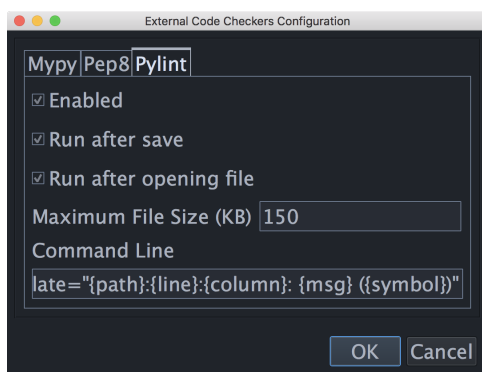 External Code Checkers Configuration
Mypy Pep8 Pylint
Enabled
Run after save
Run after opening file
Maximum File Size (KB) 150
Command Line
late="{path}:{line}:{column}: {msg} ({symbol})"
OK Cancel